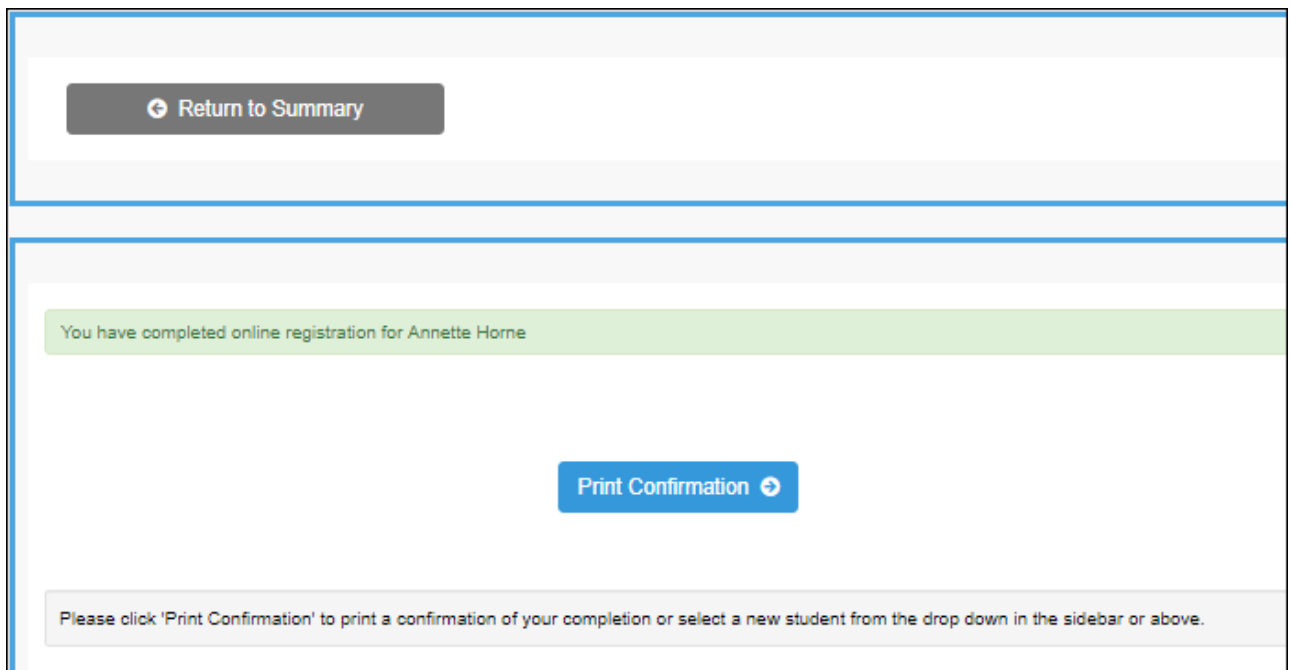 Return to Summary
You have completed online registration for Annette Horne
Print Confirmation
Please click 'Print Confirmation' to print a confirmation of your completion or select a new student from the drop down in the sidebar or above.